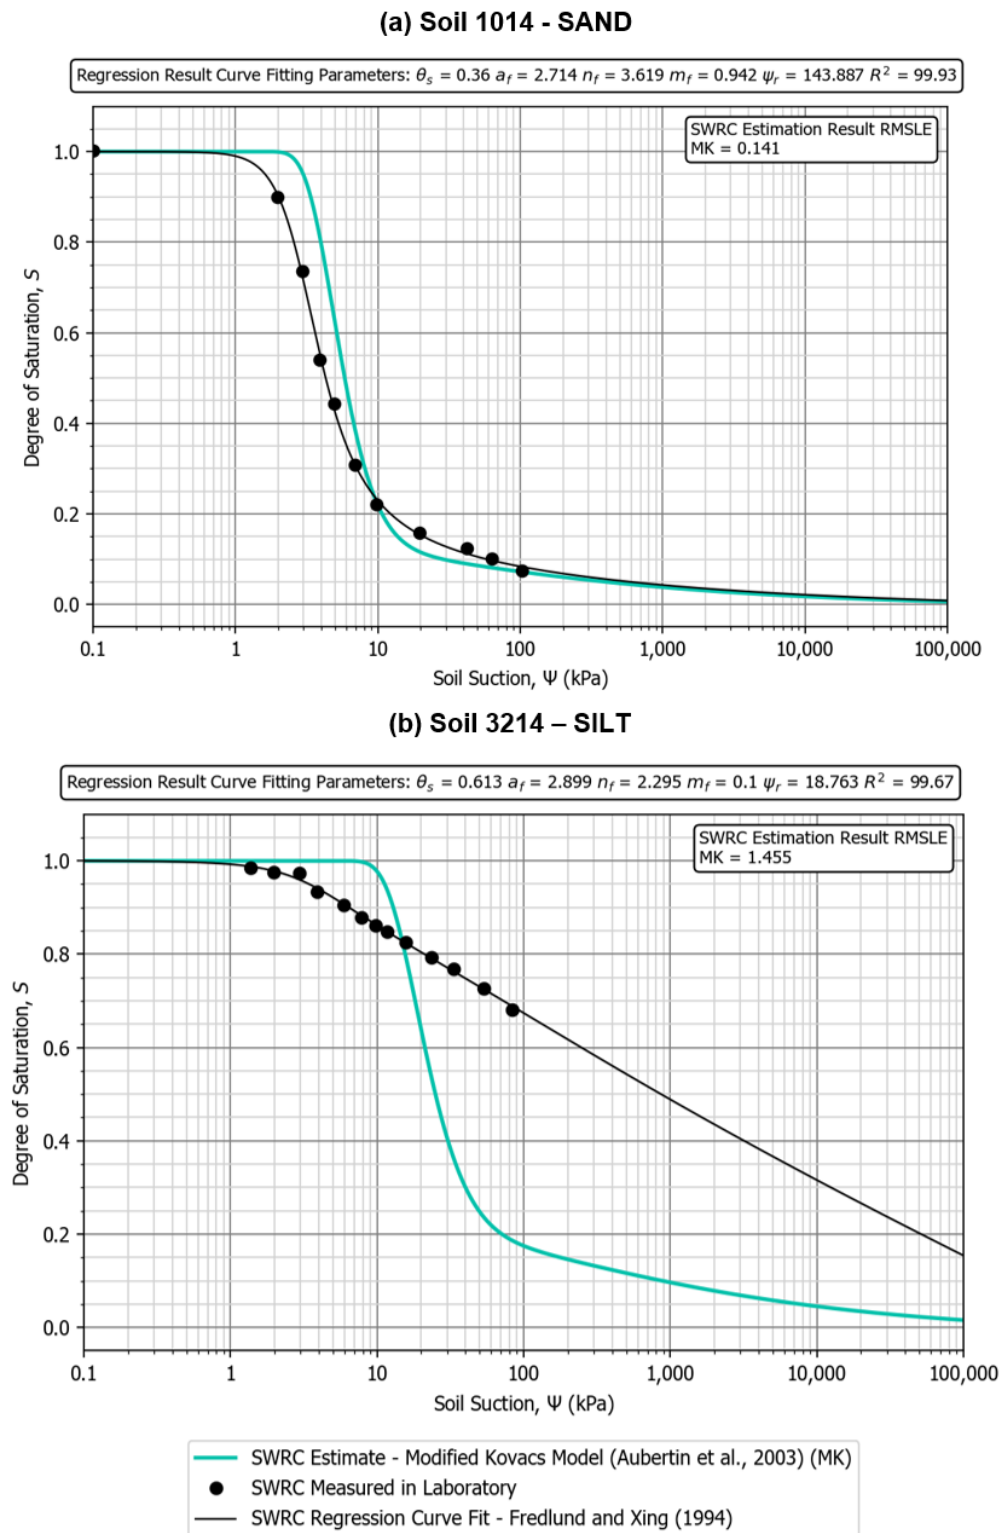 (a) Soil 1014 - SAND
Regression Result Curve Fitting Parameters: θs = 0.36 af = 2.714 nf = 3.619 mf = 0.942 ψr = 143.887 R² = 99.93
SWRC Estimation Result RMSLE
MK = 0.141
1.0
0.8
0.6
0.4
0.2
0.0
Degree of Saturation, S
0.1 1 10 100 1,000 10,000 100,000
Soil Suction, Ψ (kPa)
(b) Soil 3214 – SILT
Regression Result Curve Fitting Parameters: θs = 0.613 af = 2.899 nf = 2.295 mf = 0.1 ψr = 18.763 R² = 99.67
SWRC Estimation Result RMSLE
MK = 1.455
1.0
0.8
0.6
0.4
0.2
0.0
Degree of Saturation, S
0.1 1 10 100 1,000 10,000 100,000
Soil Suction, Ψ (kPa)
SWRC Estimate - Modified Kovacs Model (Aubertin et al., 2003) (MK)
SWRC Measured in Laboratory
SWRC Regression Curve Fit - Fredlund and Xing (1994)